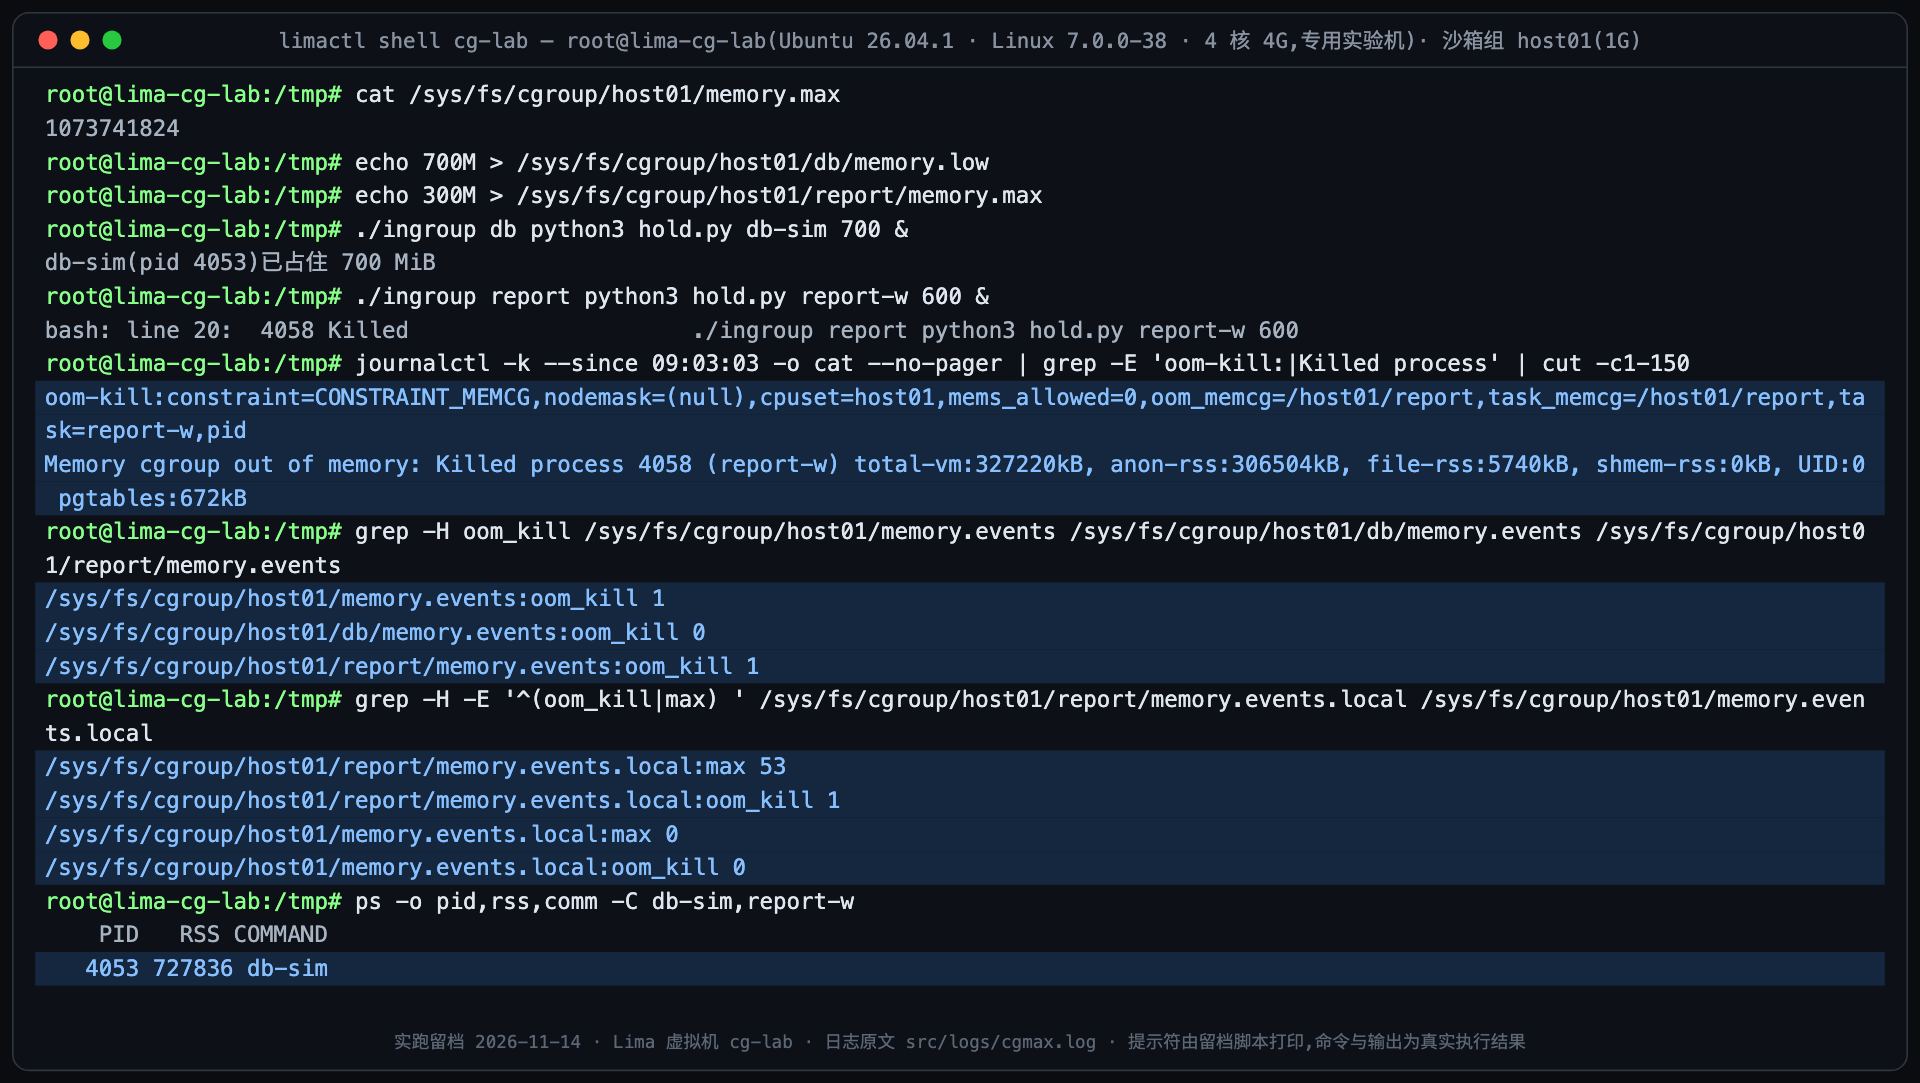 limactl shell cg-lab — root@lima-cg-lab(Ubuntu 26.04.1 · Linux 7.0.0-38 · 4 核 4G,专用实验机)· 沙箱组 host01(1G)
root@lima-cg-lab:/tmp# cat /sys/fs/cgroup/host01/memory.max
1073741824
root@lima-cg-lab:/tmp# echo 700M > /sys/fs/cgroup/host01/db/memory.low
root@lima-cg-lab:/tmp# echo 300M > /sys/fs/cgroup/host01/report/memory.max
root@lima-cg-lab:/tmp# ./ingroup db python3 hold.py db-sim 700 &
db-sim(pid 4053)已占住 700 MiB
root@lima-cg-lab:/tmp# ./ingroup report python3 hold.py report-w 600 &
bash: line 20:  4058 Killed                     ./ingroup report python3 hold.py report-w 600
root@lima-cg-lab:/tmp# journalctl -k --since 09:03:03 -o cat --no-pager | grep -E 'oom-kill:|Killed process' | cut -c1-150
oom-kill:constraint=CONSTRAINT_MEMCG,nodemask=(null),cpuset=host01,mems_allowed=0,oom_memcg=/host01/report,task_memcg=/host01/report,ta
sk=report-w,pid
Memory cgroup out of memory: Killed process 4058 (report-w) total-vm:327220kB, anon-rss:306504kB, file-rss:5740kB, shmem-rss:0kB, UID:0
 pgtables:672kB
root@lima-cg-lab:/tmp# grep -H oom_kill /sys/fs/cgroup/host01/memory.events /sys/fs/cgroup/host01/db/memory.events /sys/fs/cgroup/host0
1/report/memory.events
/sys/fs/cgroup/host01/memory.events:oom_kill 1
/sys/fs/cgroup/host01/db/memory.events:oom_kill 0
/sys/fs/cgroup/host01/report/memory.events:oom_kill 1
root@lima-cg-lab:/tmp# grep -H -E '^(oom_kill|max) ' /sys/fs/cgroup/host01/report/memory.events.local /sys/fs/cgroup/host01/memory.even
ts.local
/sys/fs/cgroup/host01/report/memory.events.local:max 53
/sys/fs/cgroup/host01/report/memory.events.local:oom_kill 1
/sys/fs/cgroup/host01/memory.events.local:max 0
/sys/fs/cgroup/host01/memory.events.local:oom_kill 0
root@lima-cg-lab:/tmp# ps -o pid,rss,comm -C db-sim,report-w
    PID   RSS COMMAND
   4053 727836 db-sim
实跑留档 2026-11-14 · Lima 虚拟机 cg-lab · 日志原文 src/logs/cgmax.log · 提示符由留档脚本打印,命令与输出为真实执行结果